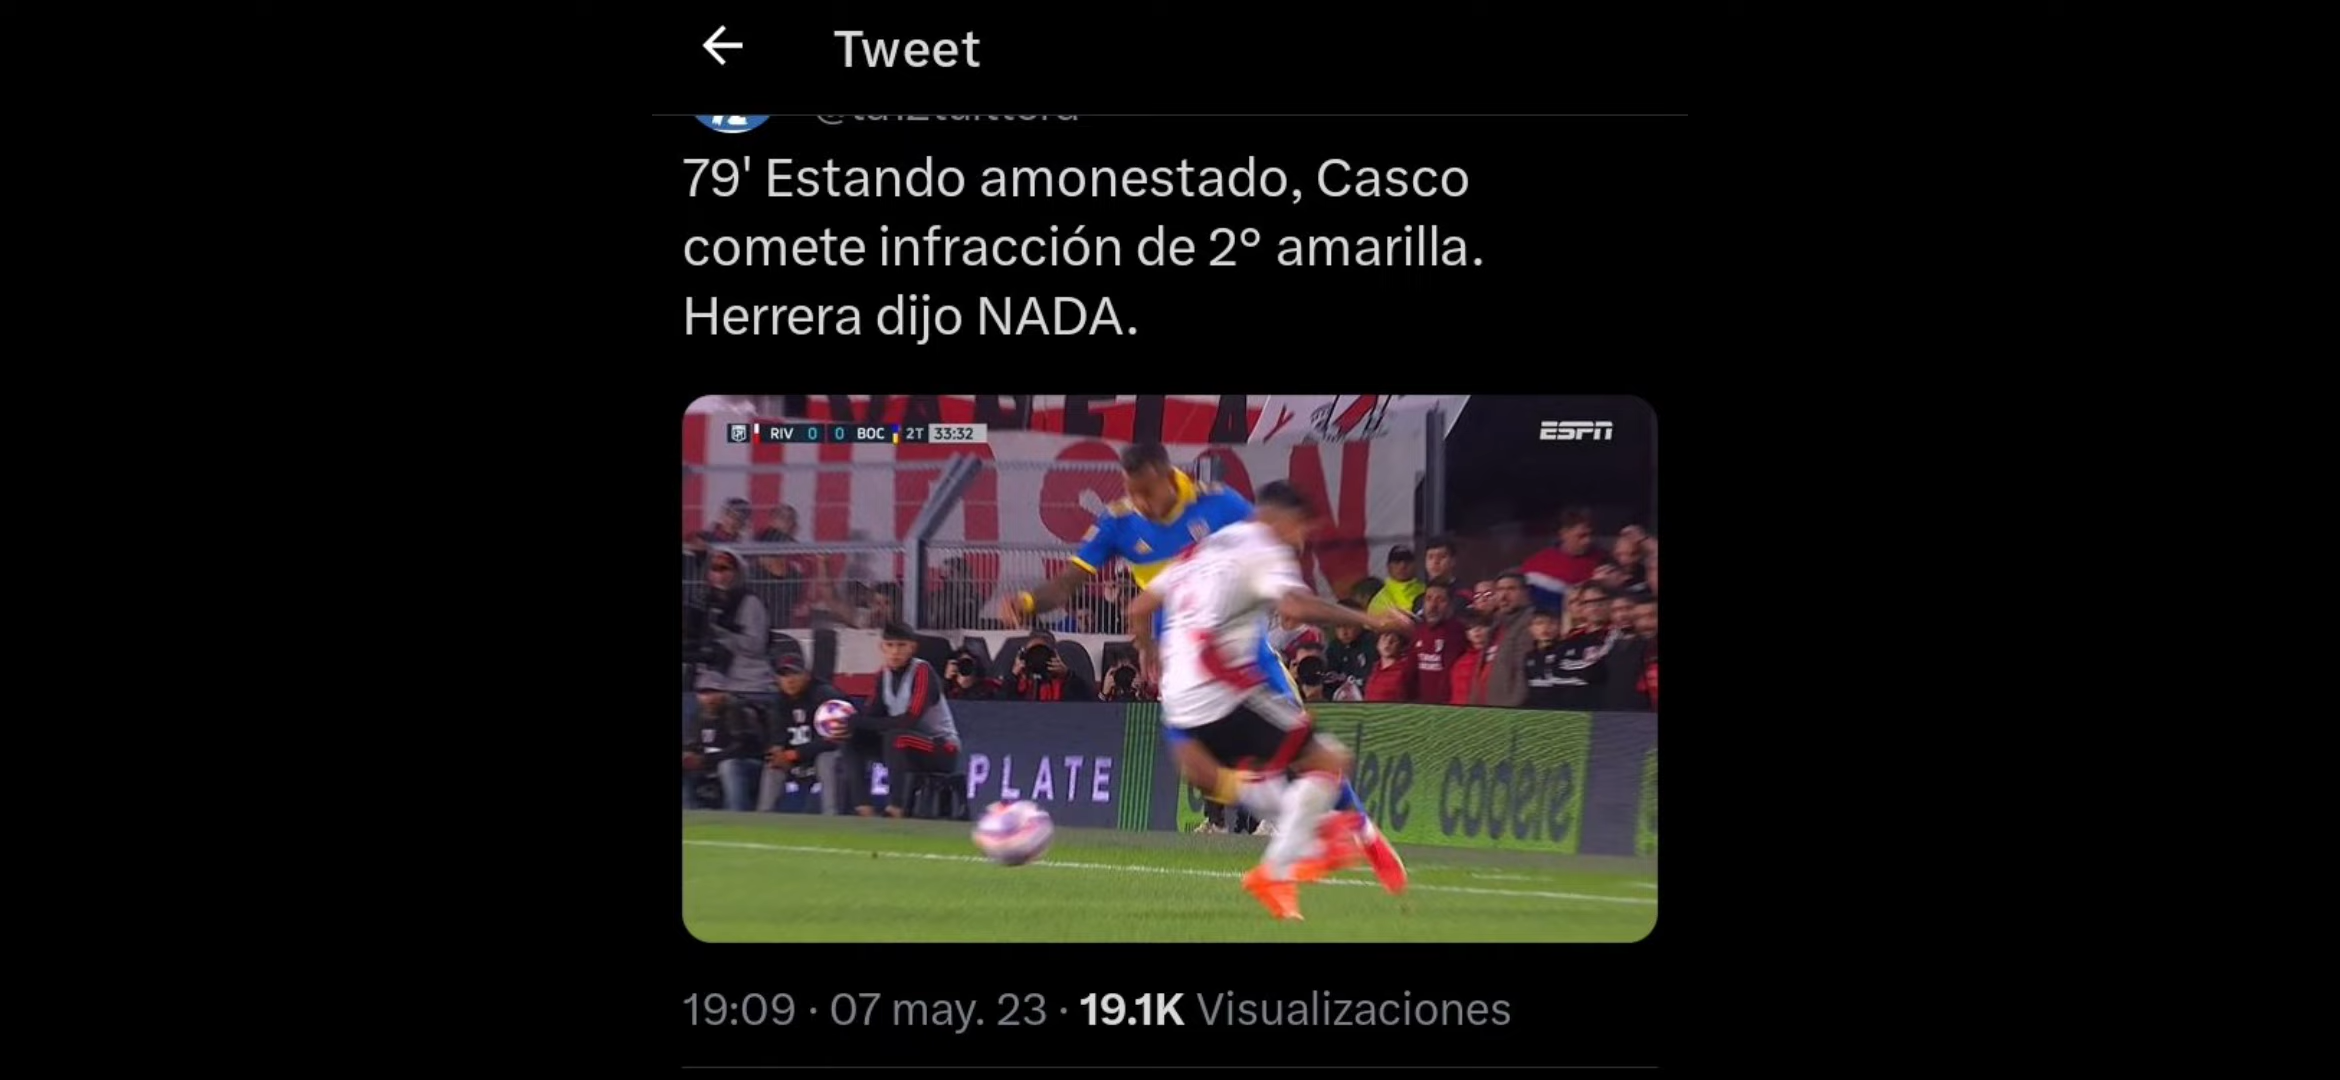 Tweet
79' Estando amonestado, Casco
comete infracción de 2° amarilla.
Herrera dijo NADA.
RIV 0 0 BOC 2T 33:32
ESPN
PLATE
codere
19:09 · 07 may. 23 · 19.1K Visualizaciones